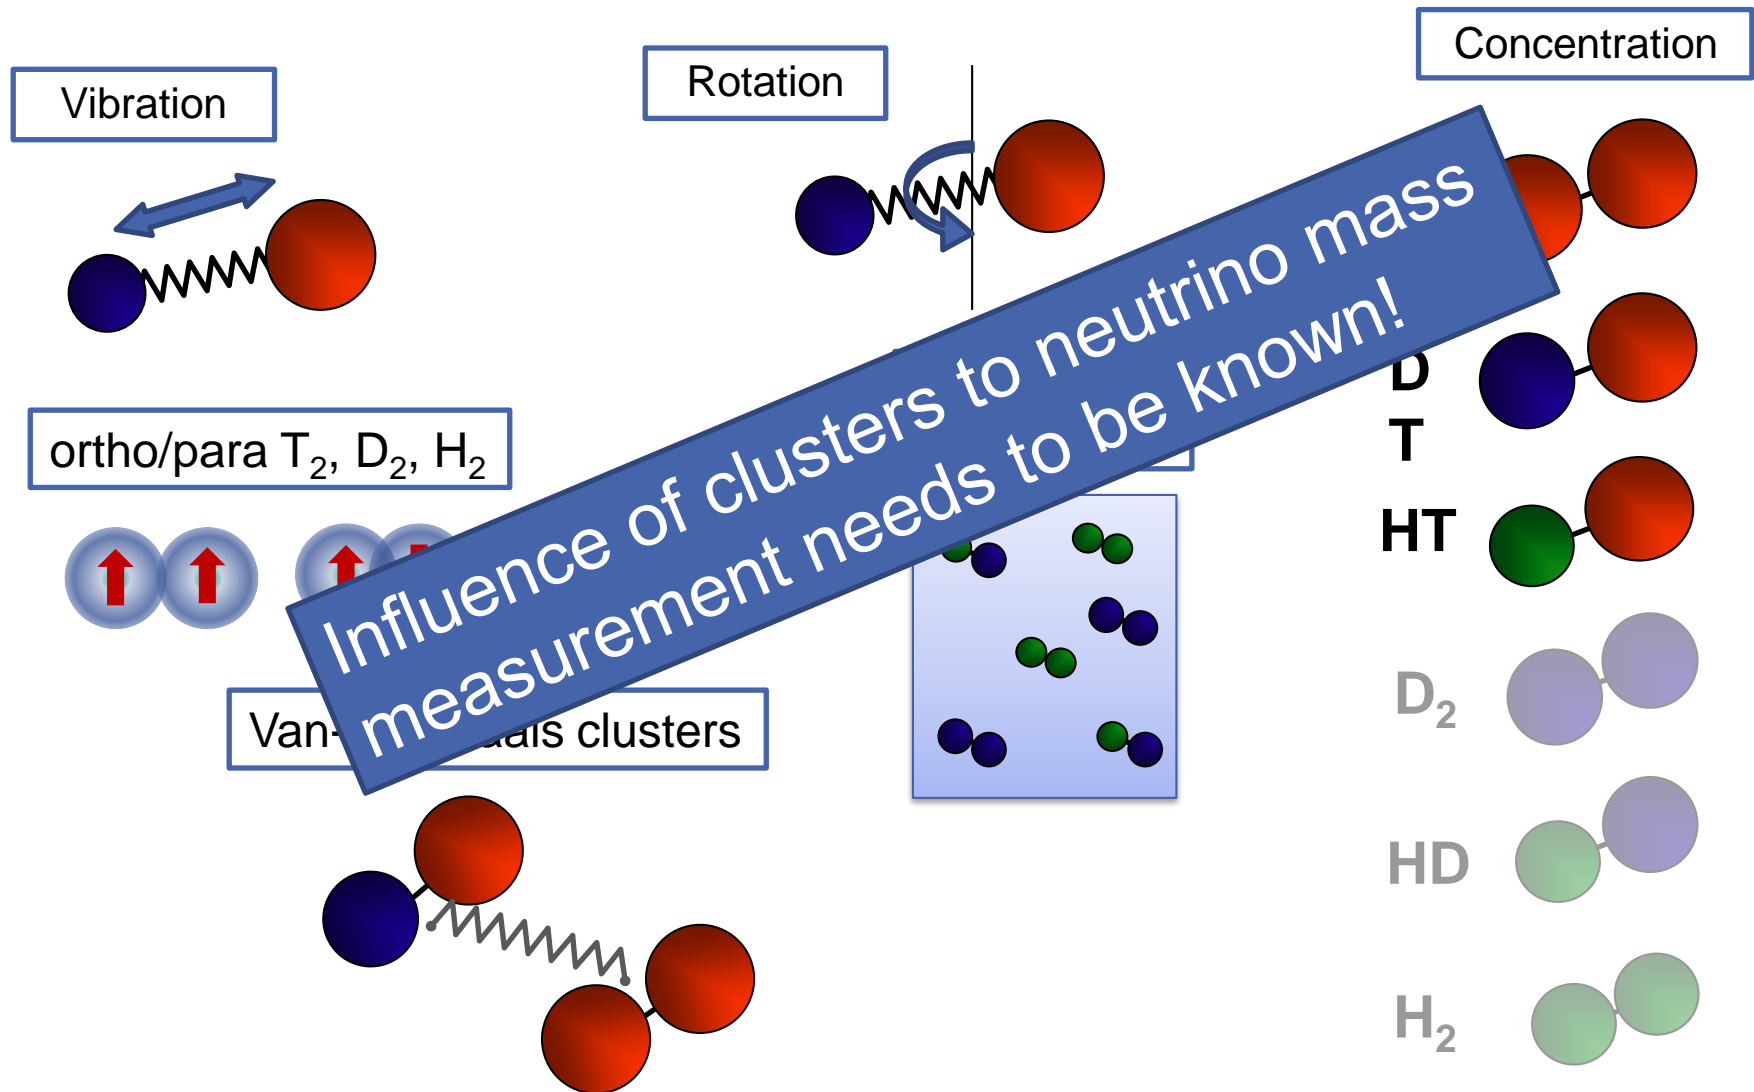 Concentration
Rotation
Vibration
Influence of clusters to neutrino mass
measurement needs to be known!
D
T
ortho/para T₂, D₂, H₂
HT
D₂
Van- clusters
HD
H₂